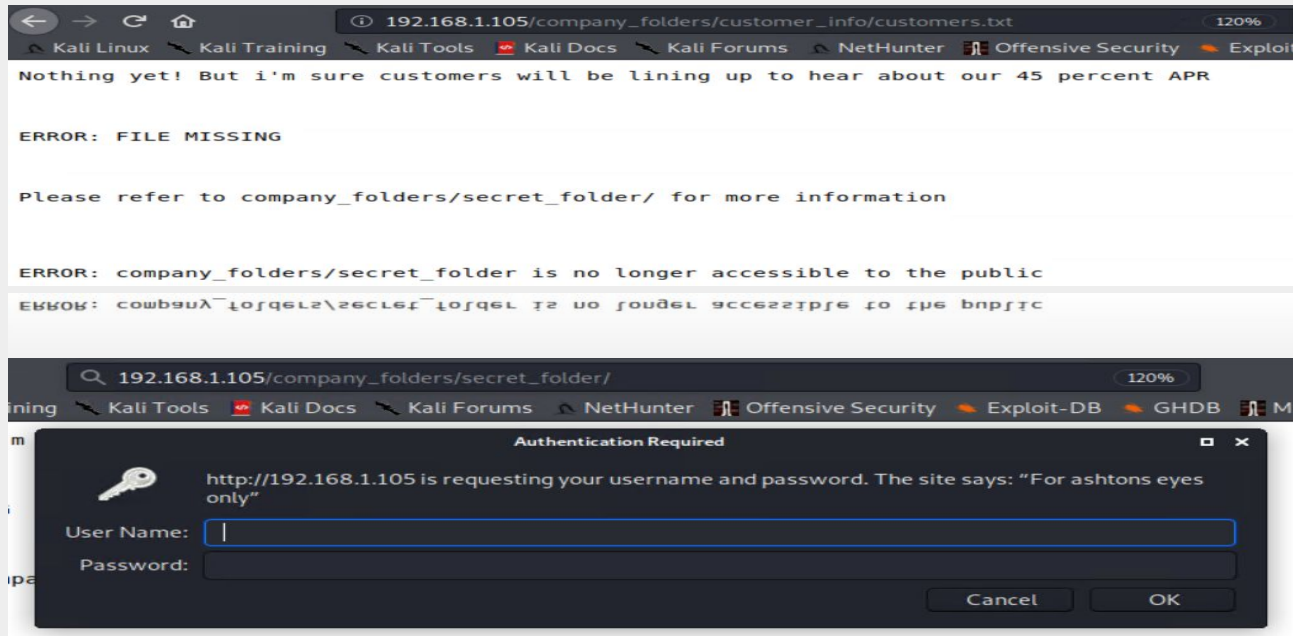 192.168.1.105/company_folders/customer_info/customers.txt 120%
Kali Linux Kali Training Kali Tools Kali Docs Kali Forums NetHunter Offensive Security Exploit
Nothing yet! But i'm sure customers will be lining up to hear about our 45 percent APR
ERROR: FILE MISSING
Please refer to company_folders/secret_folder/ for more information
ERROR: company_folders/secret_folder is no longer accessible to the public
192.168.1.105/company_folders/secret_folder/ 120%
ining Kali Tools Kali Docs Kali Forums NetHunter Offensive Security Exploit-DB GHDB M
m
Authentication Required
http://192.168.1.105 is requesting your username and password. The site says: “For ashtons eyes
only”
User Name:
Password:
Cancel OK